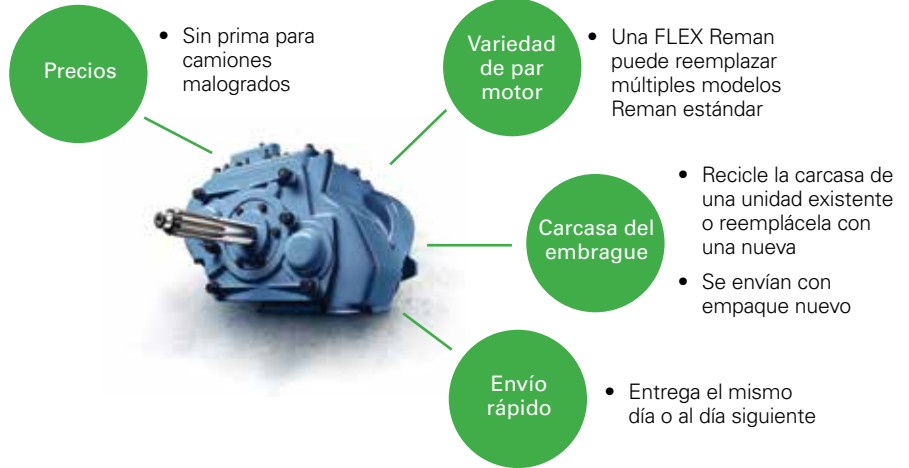 Precios
• Sin prima para
camiones
malogrados
Variedad
de par
motor
• Una FLEX Reman
puede reemplazar
múltiples modelos
Reman estándar
Carcasa del
embrague
• Recicle la carcasa de
una unidad existente
o reemplácela con
una nueva
• Se envían con
empaque nuevo
Envío
rápido
• Entrega el mismo
día o al día siguiente